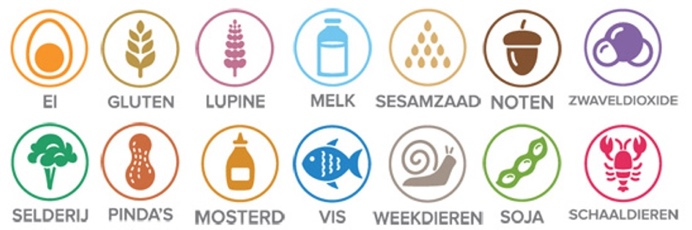 EI
GLUTEN
LUPINE
MELK
SESAMZAAD
NOTEN
ZWAVELDIOXIDE
SELDERIJ
PINDA'S
MOSTERD
VIS
WEEKDIEREN
SOJA
SCHAALDIEREN